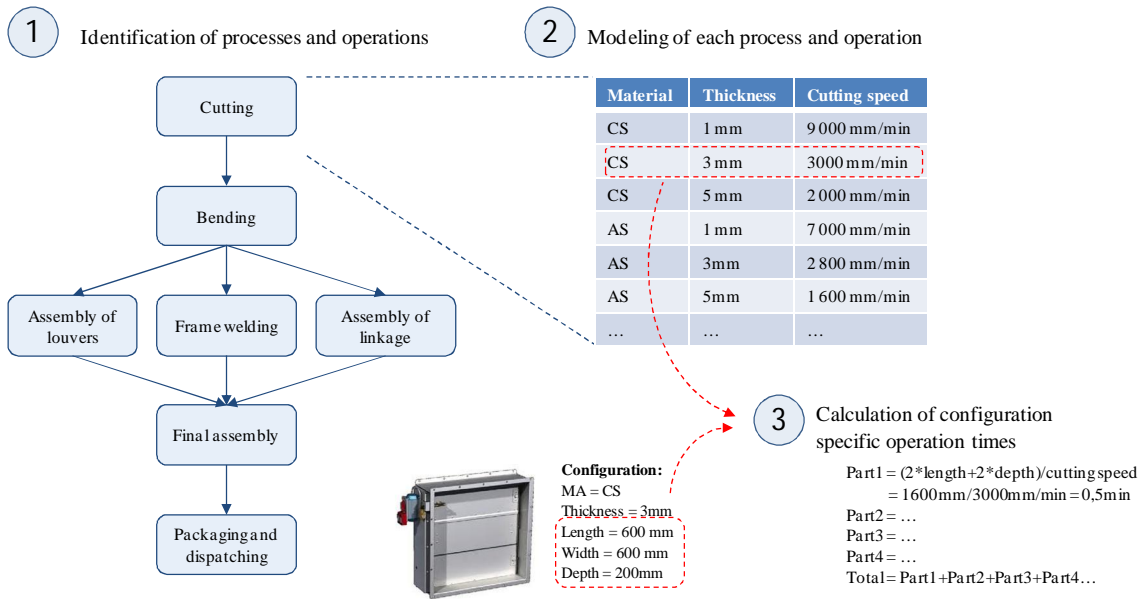 1
Identification of processes and operations
Cutting
Bending
Assembly of
louvers
Frame welding
Assembly of
linkage
Final assembly
Packaging and
dispatching
2
Modeling of each process and operation
Material Thickness Cutting speed
CS 1 mm 9 000 mm/min
CS 3 mm 3000 mm/min
CS 5 mm 2 000 mm/min
AS 1 mm 7 000 mm/min
AS 3mm 2 800 mm/min
AS 5mm 1 600 mm/min
… … …
3
Calculation of configuration
specific operation times
Configuration:
MA = CS
Thickness = 3mm
Length = 600 mm
Width = 600 mm
Depth = 200mm
Part1 = (2*length+2*depth)/cutting speed
= 1600mm/3000mm/min = 0,5min
Part2 = …
Part3 = …
Part4 = …
Total = Part1+Part2+Part3+Part4…